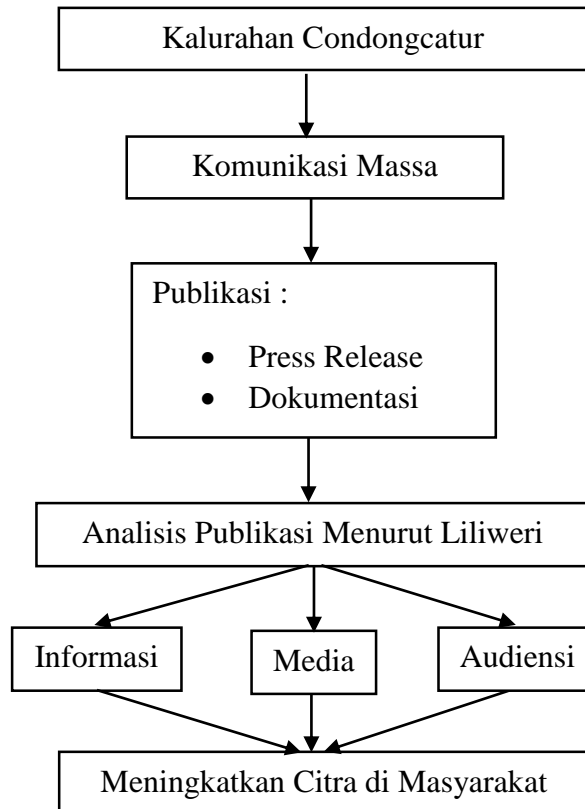 Kalurahan Condongcatur
Komunikasi Massa
Publikasi :
• Press Release
• Dokumentasi
Analisis Publikasi Menurut Liliweri
Informasi
Media
Audiensi
Meningkatkan Citra di Masyarakat